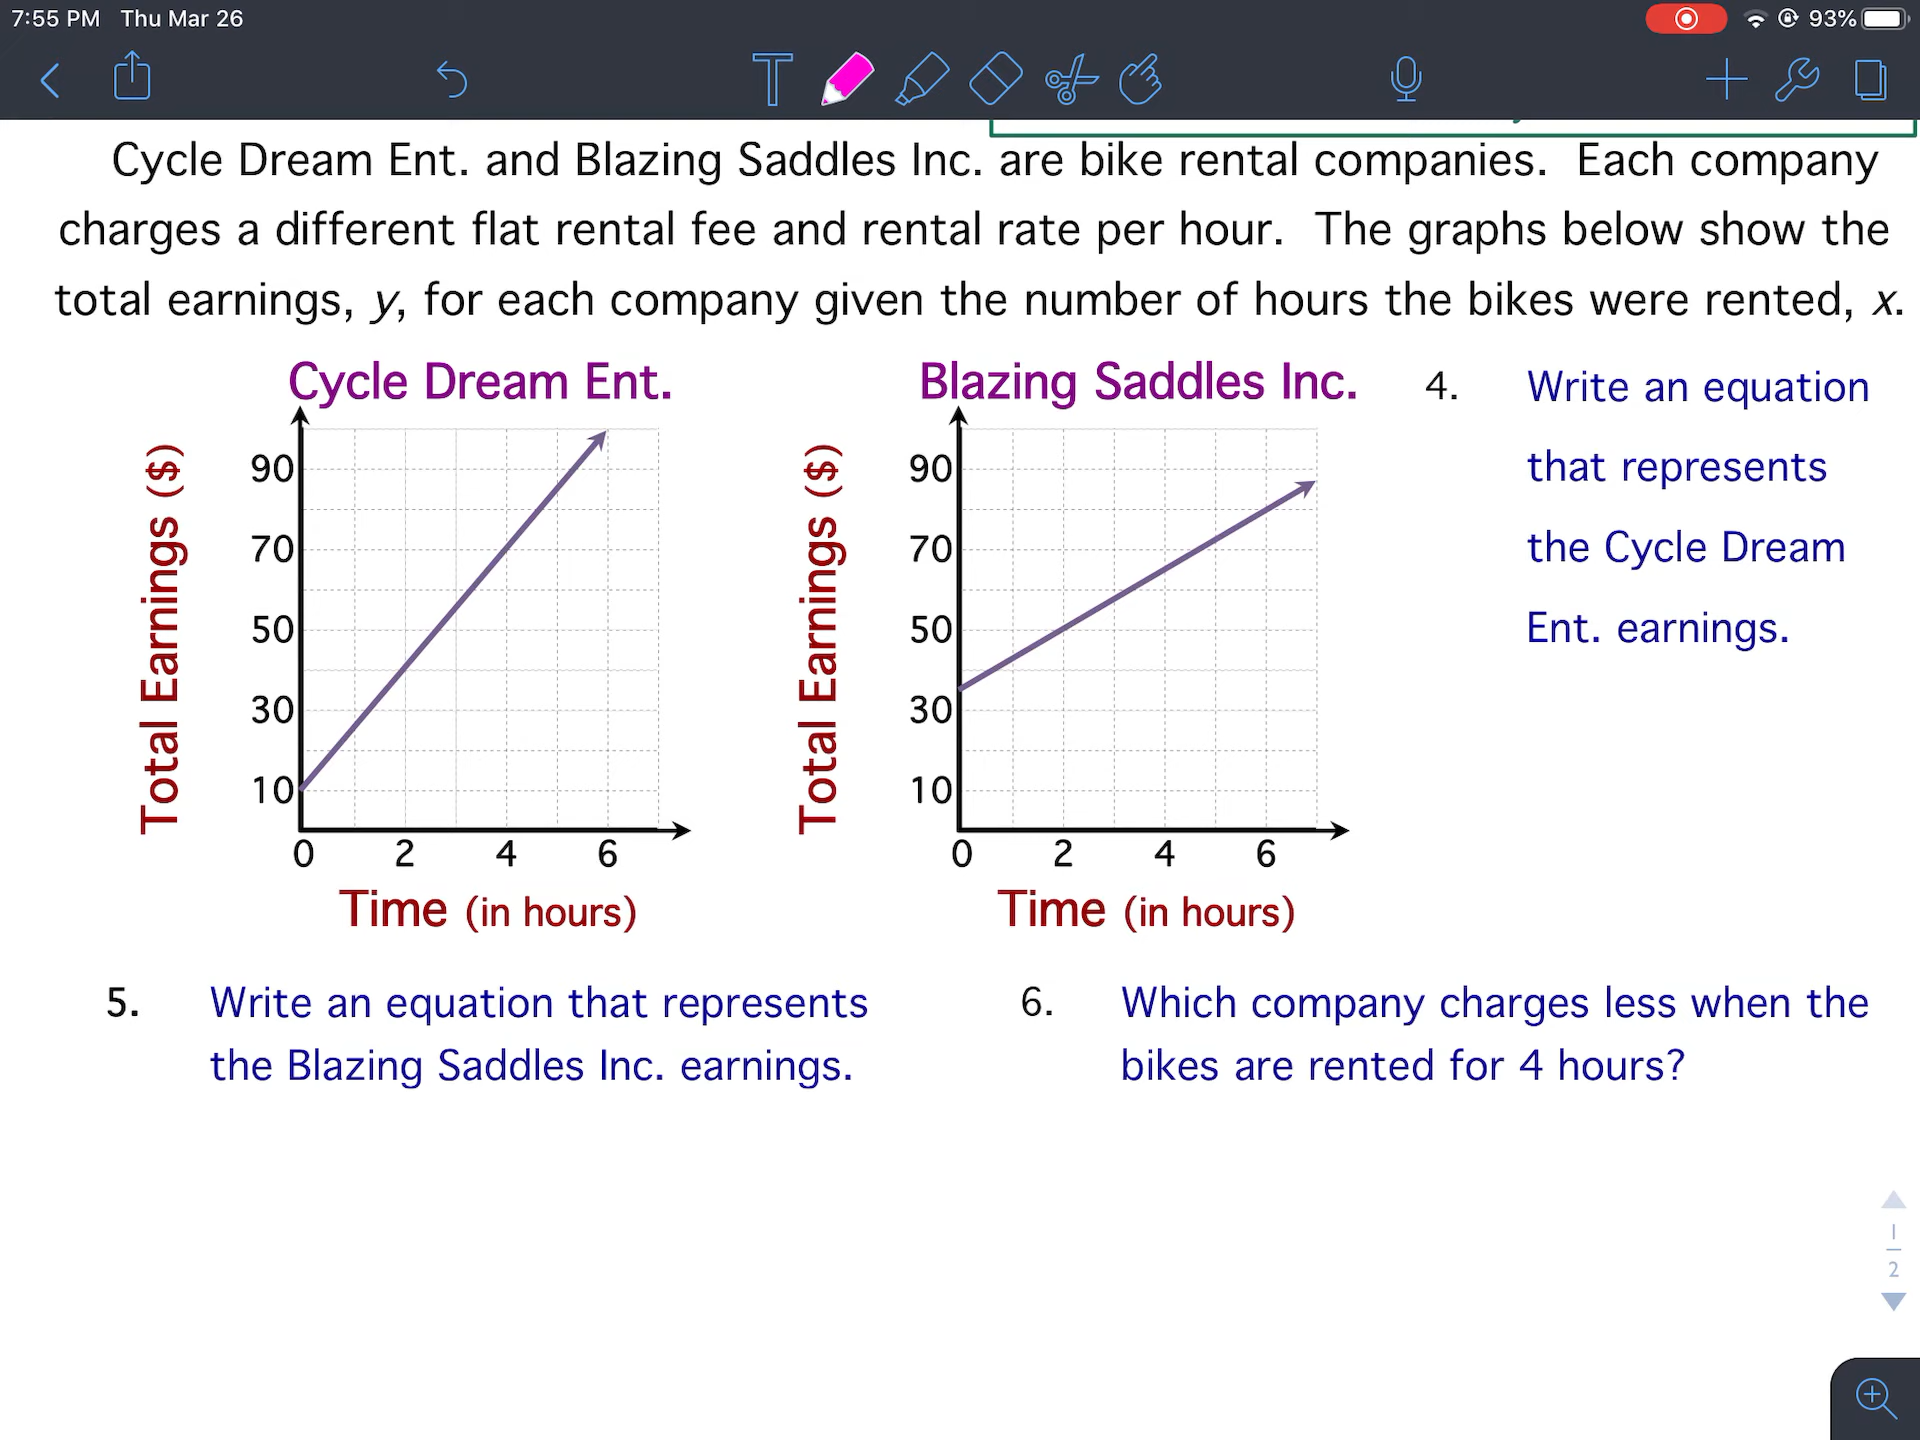 7:55 PM Thu Mar 26
93%
Cycle Dream Ent. and Blazing Saddles Inc. are bike rental companies. Each company
charges a different flat rental fee and rental rate per hour. The graphs below show the
total earnings, y, for each company given the number of hours the bikes were rented, x.
Cycle Dream Ent.
Total Earnings ($)
90
70
50
30
10
0 2 4 6
Time (in hours)
Blazing Saddles Inc.
Total Earnings ($)
90
70
50
30
10
0 2 4 6
Time (in hours)
4. Write an equation
that represents
the Cycle Dream
Ent. earnings.
5. Write an equation that represents
the Blazing Saddles Inc. earnings.
6. Which company charges less when the
bikes are rented for 4 hours?
1
2